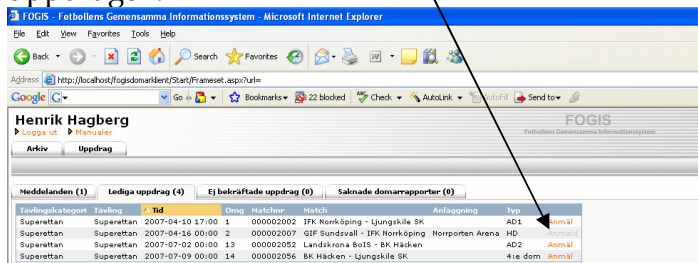 FOGIS - Fotbollens Gemensamma Informationssystem - Microsoft Internet Explorer
File Edit View Favorites Tools Help
Back Search Favorites
Address http://localhost/fogisdomarklient/Start/Frameset.aspx?url=
Google G Go Bookmarks 22 blocked Check AutoLink AutoFill Send to
Henrik Hagberg
FOGIS
Logga ut Manualer
Fotbollens Gemensamma Informationssystem
Arkiv Uppdrag
Meddelanden (1) Lediga uppdrag (4) Ej bekräftade uppdrag (0) Saknade domarrapporter (0)
Tävlingskategori Tävling Tid Omg Matchnr Match Anläggning Typ
Superettan Superettan 2007-04-10 17:00 1 000002002 IFK Norrköping - Ljungskile SK AD1 Anmäl
Superettan Superettan 2007-04-16 00:00 2 000002007 GIF Sundsvall - IFK Norrköping Norrporten Arena HD Anmäld
Superettan Superettan 2007-07-02 00:00 13 000002052 Landskrona BoIS - BK Häcken AD2 Anmäl
Superettan Superettan 2007-07-09 00:00 14 000002056 BK Häcken - Ljungskile SK 4:e dom Anmäl